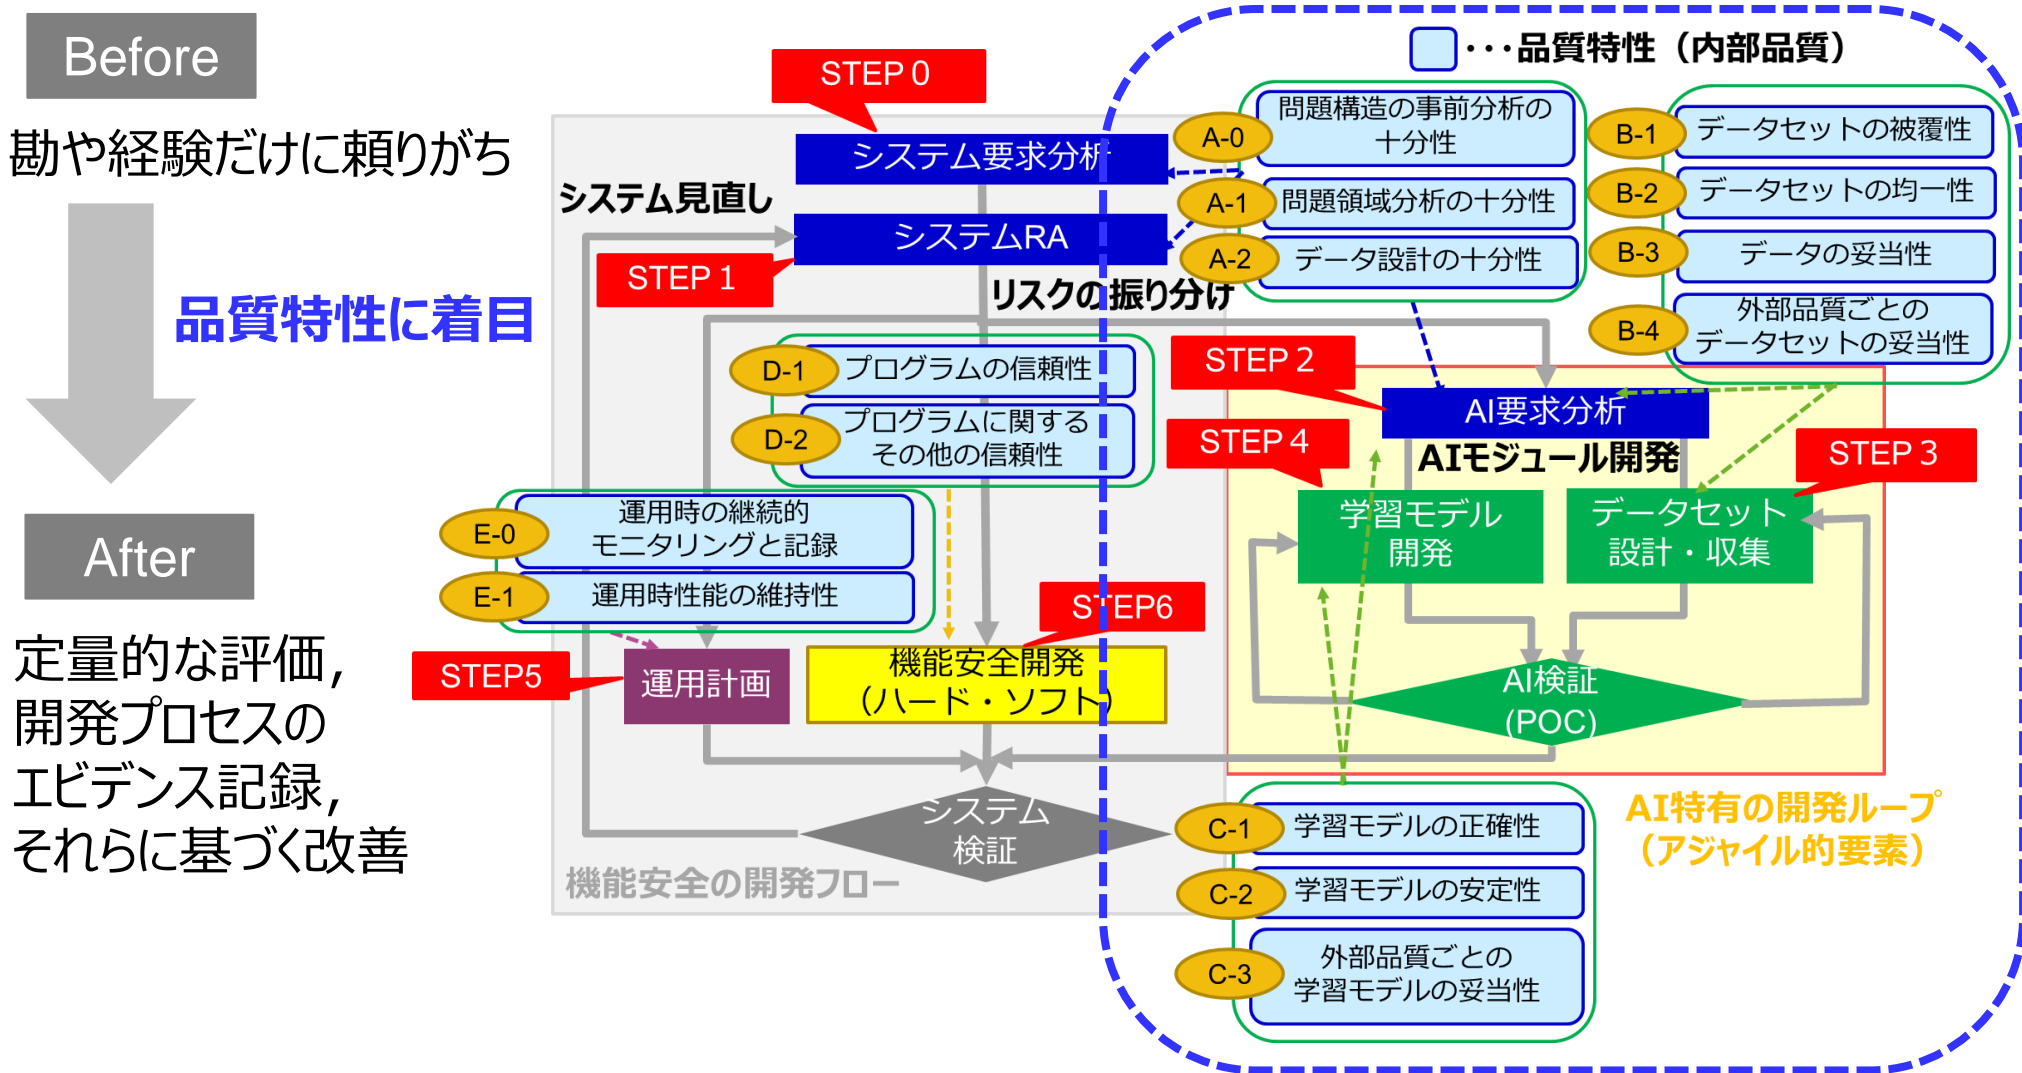 Before
勘や経験だけに頼りがち
品質特性に着目
After
定量的な評価，
開発プロセスの
エビデンス記録，
それらに基づく改善
・・・品質特性（内部品質）
STEP 0
システム要求分析
システム見直し
システムRA
STEP 1
リスクの振り分け
A-0
問題構造の事前分析の
十分性
A-1
問題領域分析の十分性
A-2
データ設計の十分性
B-1
データセットの被覆性
B-2
データセットの均一性
B-3
データの妥当性
B-4
外部品質ごとの
データセットの妥当性
D-1
プログラムの信頼性
D-2
プログラムに関する
その他の信頼性
E-0
運用時の継続的
モニタリングと記録
E-1
運用時性能の維持性
STEP 2
AI要求分析
STEP 4
AIモジュール開発
STEP 3
学習モデル
開発
データセット
設計・収集
STEP6
STEP5
運用計画
機能安全開発
（ハード・ソフト）
AI検証
(POC)
システム
検証
機能安全の開発フロー
AI特有の開発ループ
（アジャイル的要素）
C-1
学習モデルの正確性
C-2
学習モデルの安定性
C-3
外部品質ごとの
学習モデルの妥当性